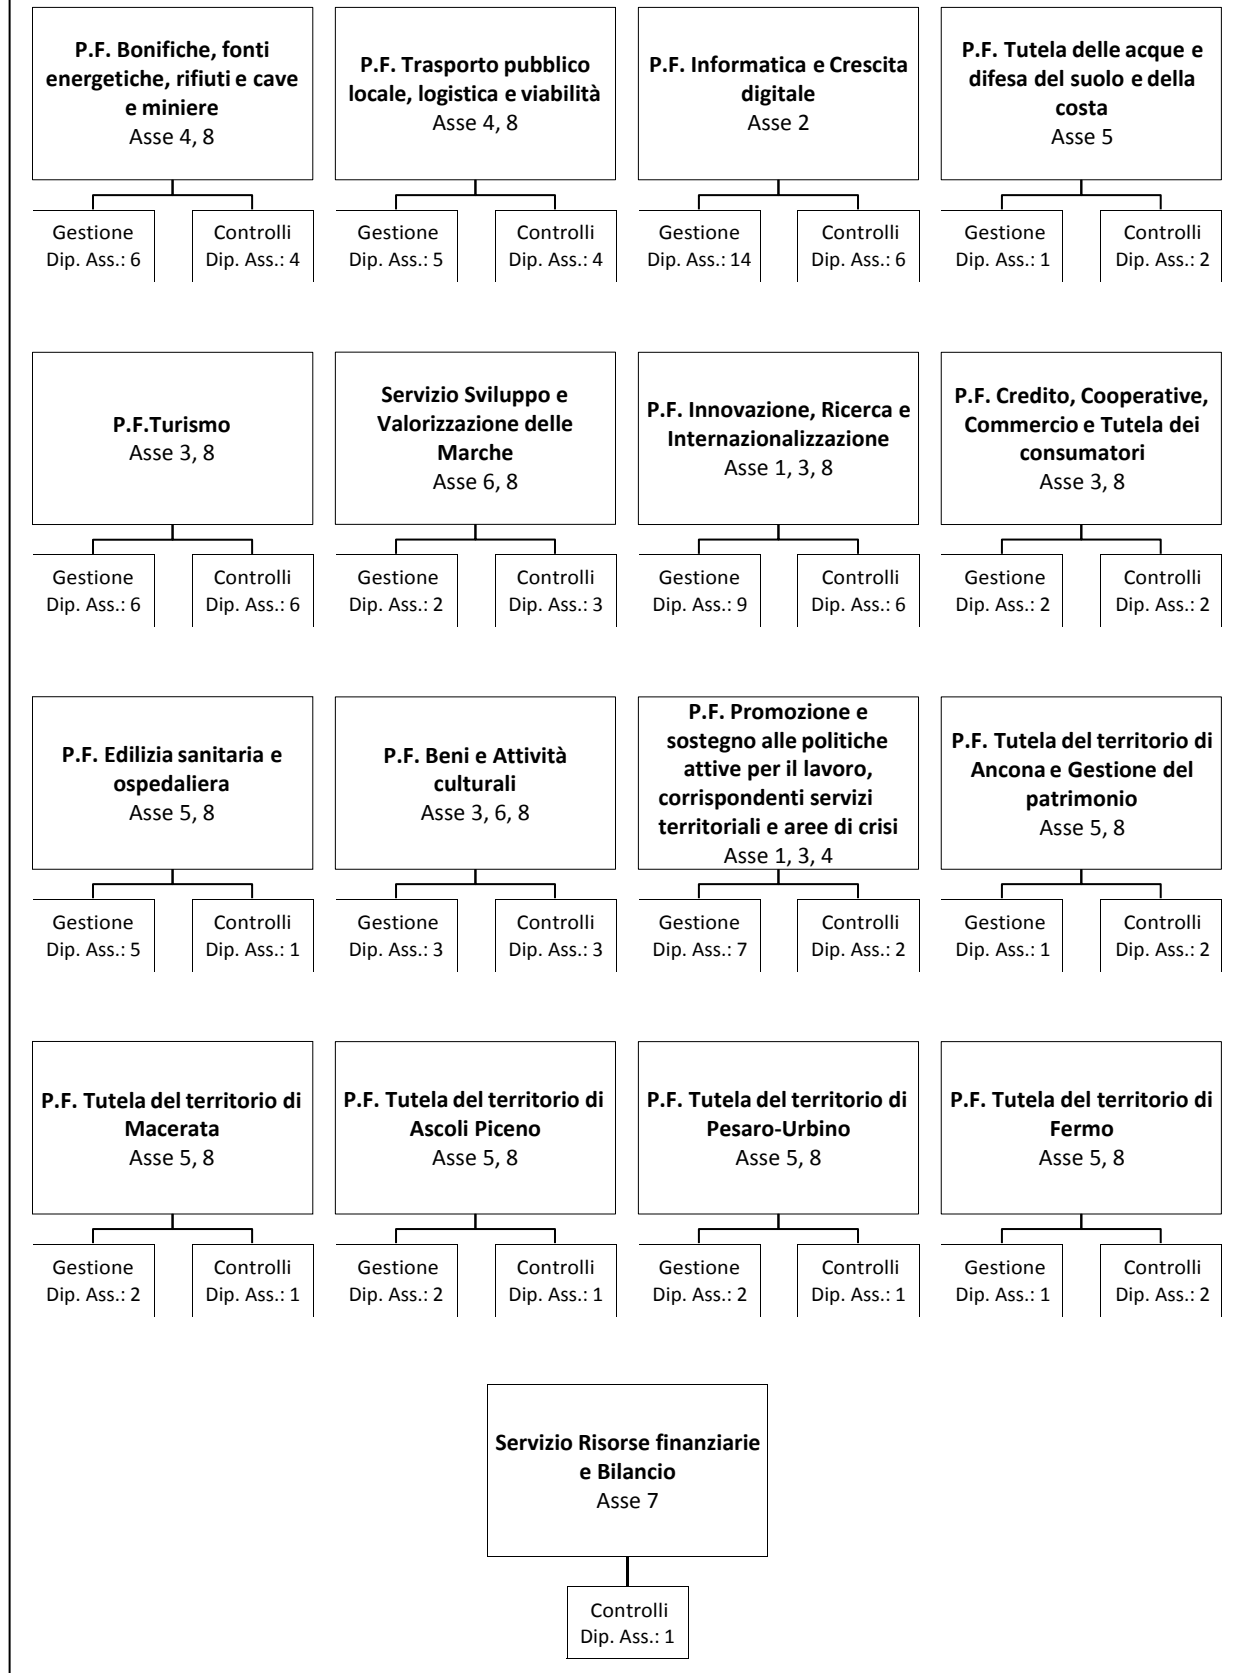 P.F. Bonifiche, fonti
energetiche, rifiuti e cave
e miniere
Asse 4, 8
Gestione
Dip. Ass.: 6
Controlli
Dip. Ass.: 4
P.F. Trasporto pubblico
locale, logistica e viabilità
Asse 4, 8
Gestione
Dip. Ass.: 5
Controlli
Dip. Ass.: 4
P.F. Informatica e Crescita
digitale
Asse 2
Gestione
Dip. Ass.: 14
Controlli
Dip. Ass.: 6
P.F. Tutela delle acque e
difesa del suolo e della
costa
Asse 5
Gestione
Dip. Ass.: 1
Controlli
Dip. Ass.: 2
P.F.Turismo
Asse 3, 8
Gestione
Dip. Ass.: 6
Controlli
Dip. Ass.: 6
Servizio Sviluppo e
Valorizzazione delle
Marche
Asse 6, 8
Gestione
Dip. Ass.: 2
Controlli
Dip. Ass.: 3
P.F. Innovazione, Ricerca e
Internazionalizzazione
Asse 1, 3, 8
Gestione
Dip. Ass.: 9
Controlli
Dip. Ass.: 6
P.F. Credito, Cooperative,
Commercio e Tutela dei
consumatori
Asse 3, 8
Gestione
Dip. Ass.: 2
Controlli
Dip. Ass.: 2
P.F. Edilizia sanitaria e
ospedaliera
Asse 5, 8
Gestione
Dip. Ass.: 5
Controlli
Dip. Ass.: 1
P.F. Beni e Attività
culturali
Asse 3, 6, 8
Gestione
Dip. Ass.: 3
Controlli
Dip. Ass.: 3
P.F. Promozione e
sostegno alle politiche
attive per il lavoro,
corrispondenti servizi
territoriali e aree di crisi
Asse 1, 3, 4
Gestione
Dip. Ass.: 7
Controlli
Dip. Ass.: 2
P.F. Tutela del territorio di
Ancona e Gestione del
patrimonio
Asse 5, 8
Gestione
Dip. Ass.: 1
Controlli
Dip. Ass.: 2
P.F. Tutela del territorio di
Macerata
Asse 5, 8
Gestione
Dip. Ass.: 2
Controlli
Dip. Ass.: 1
P.F. Tutela del territorio di
Ascoli Piceno
Asse 5, 8
Gestione
Dip. Ass.: 2
Controlli
Dip. Ass.: 1
P.F. Tutela del territorio di
Pesaro-Urbino
Asse 5, 8
Gestione
Dip. Ass.: 2
Controlli
Dip. Ass.: 1
P.F. Tutela del territorio di
Fermo
Asse 5, 8
Gestione
Dip. Ass.: 1
Controlli
Dip. Ass.: 2
Servizio Risorse finanziarie
e Bilancio
Asse 7
Controlli
Dip. Ass.: 1